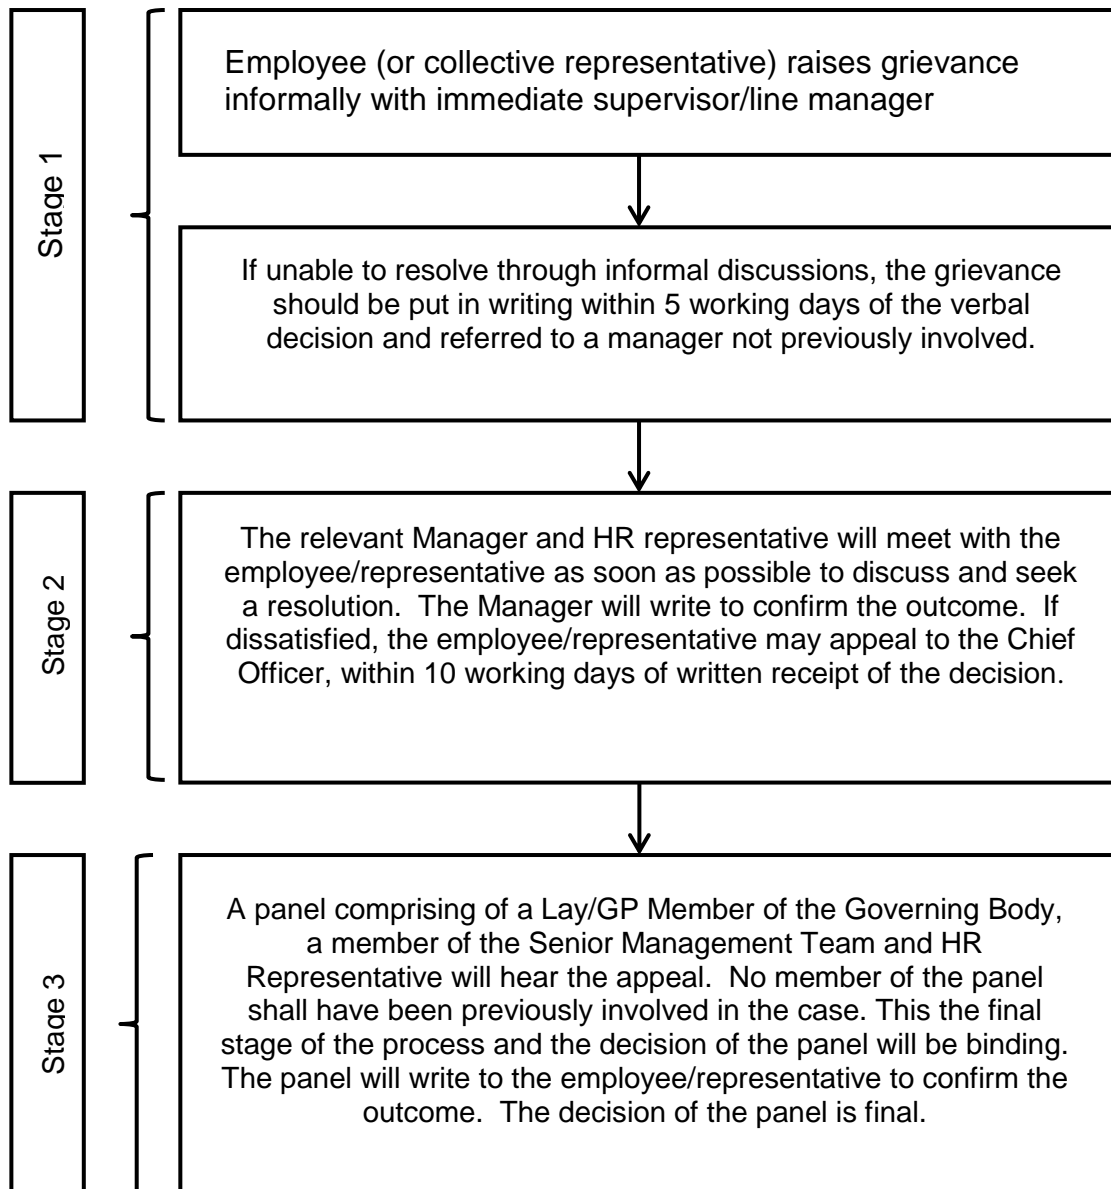 Stage 1
Employee (or collective representative) raises grievance
informally with immediate supervisor/line manager
If unable to resolve through informal discussions, the grievance
should be put in writing within 5 working days of the verbal
decision and referred to a manager not previously involved.
Stage 2
The relevant Manager and HR representative will meet with the
employee/representative as soon as possible to discuss and seek
a resolution.  The Manager will write to confirm the outcome.  If
dissatisfied, the employee/representative may appeal to the Chief
Officer, within 10 working days of written receipt of the decision.
Stage 3
A panel comprising of a Lay/GP Member of the Governing Body,
a member of the Senior Management Team and HR
Representative will hear the appeal.  No member of the panel
shall have been previously involved in the case. This the final
stage of the process and the decision of the panel will be binding.
The panel will write to the employee/representative to confirm the
outcome.  The decision of the panel is final.